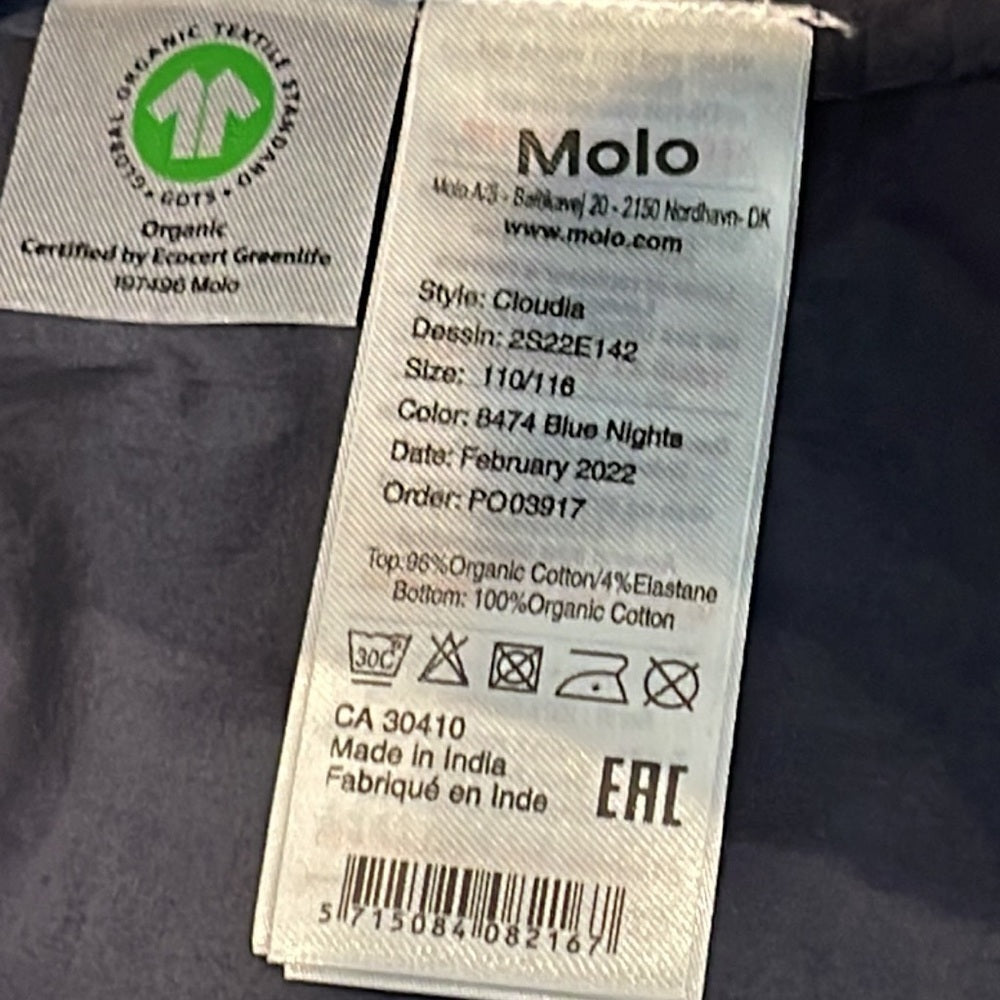 GLOBAL ORGANIC TEXTILE STANDARD • GOTS •
Organic
Certified by Ecocert Greenlife
197496 Molo
Molo
Molo A/S - Baltikavej 20 - 2150 Nordhavn- DK
www.molo.com
Style: Cloudia
Dessin: 2S22E142
Size: 110/116
Color: 8474 Blue Nights
Date: February 2022
Order: PO03917
Top:96%Organic Cotton/4%Elastane
Bottom: 100%Organic Cotton
30C
CA 30410
Made in India
Fabriqué en Inde
EAC
5 715084 082167